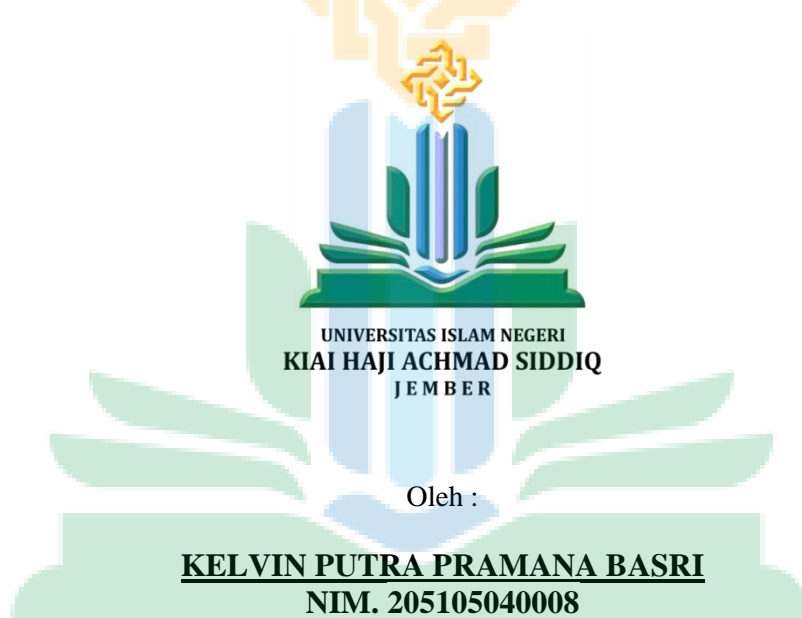 UNIVERSITAS ISLAM NEGERI
KIAI HAJI ACHMAD SIDDIQ
JEMBER
Oleh :
KELVIN PUTRA PRAMANA BASRI
NIM. 205105040008